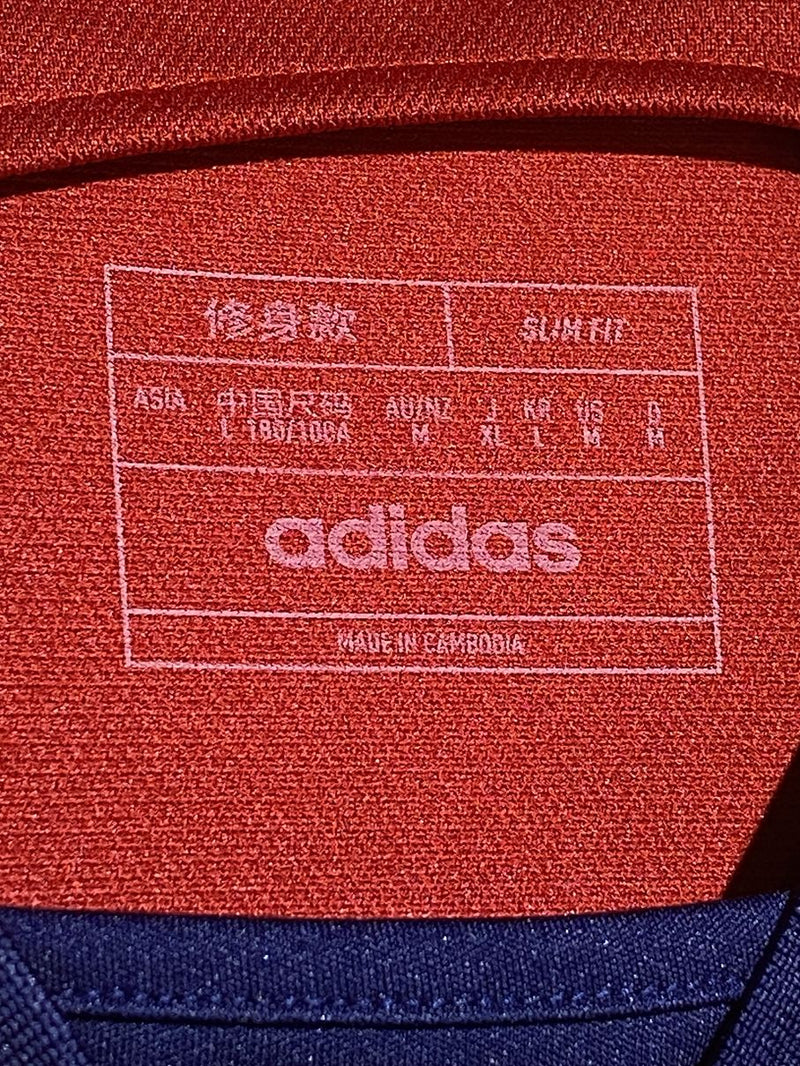 修身款 SLIM FIT
ASIA 中国尺码 AU/NZ J KR US D
L 180/100A M XL L M M
adidas
MADE IN CAMBODIA